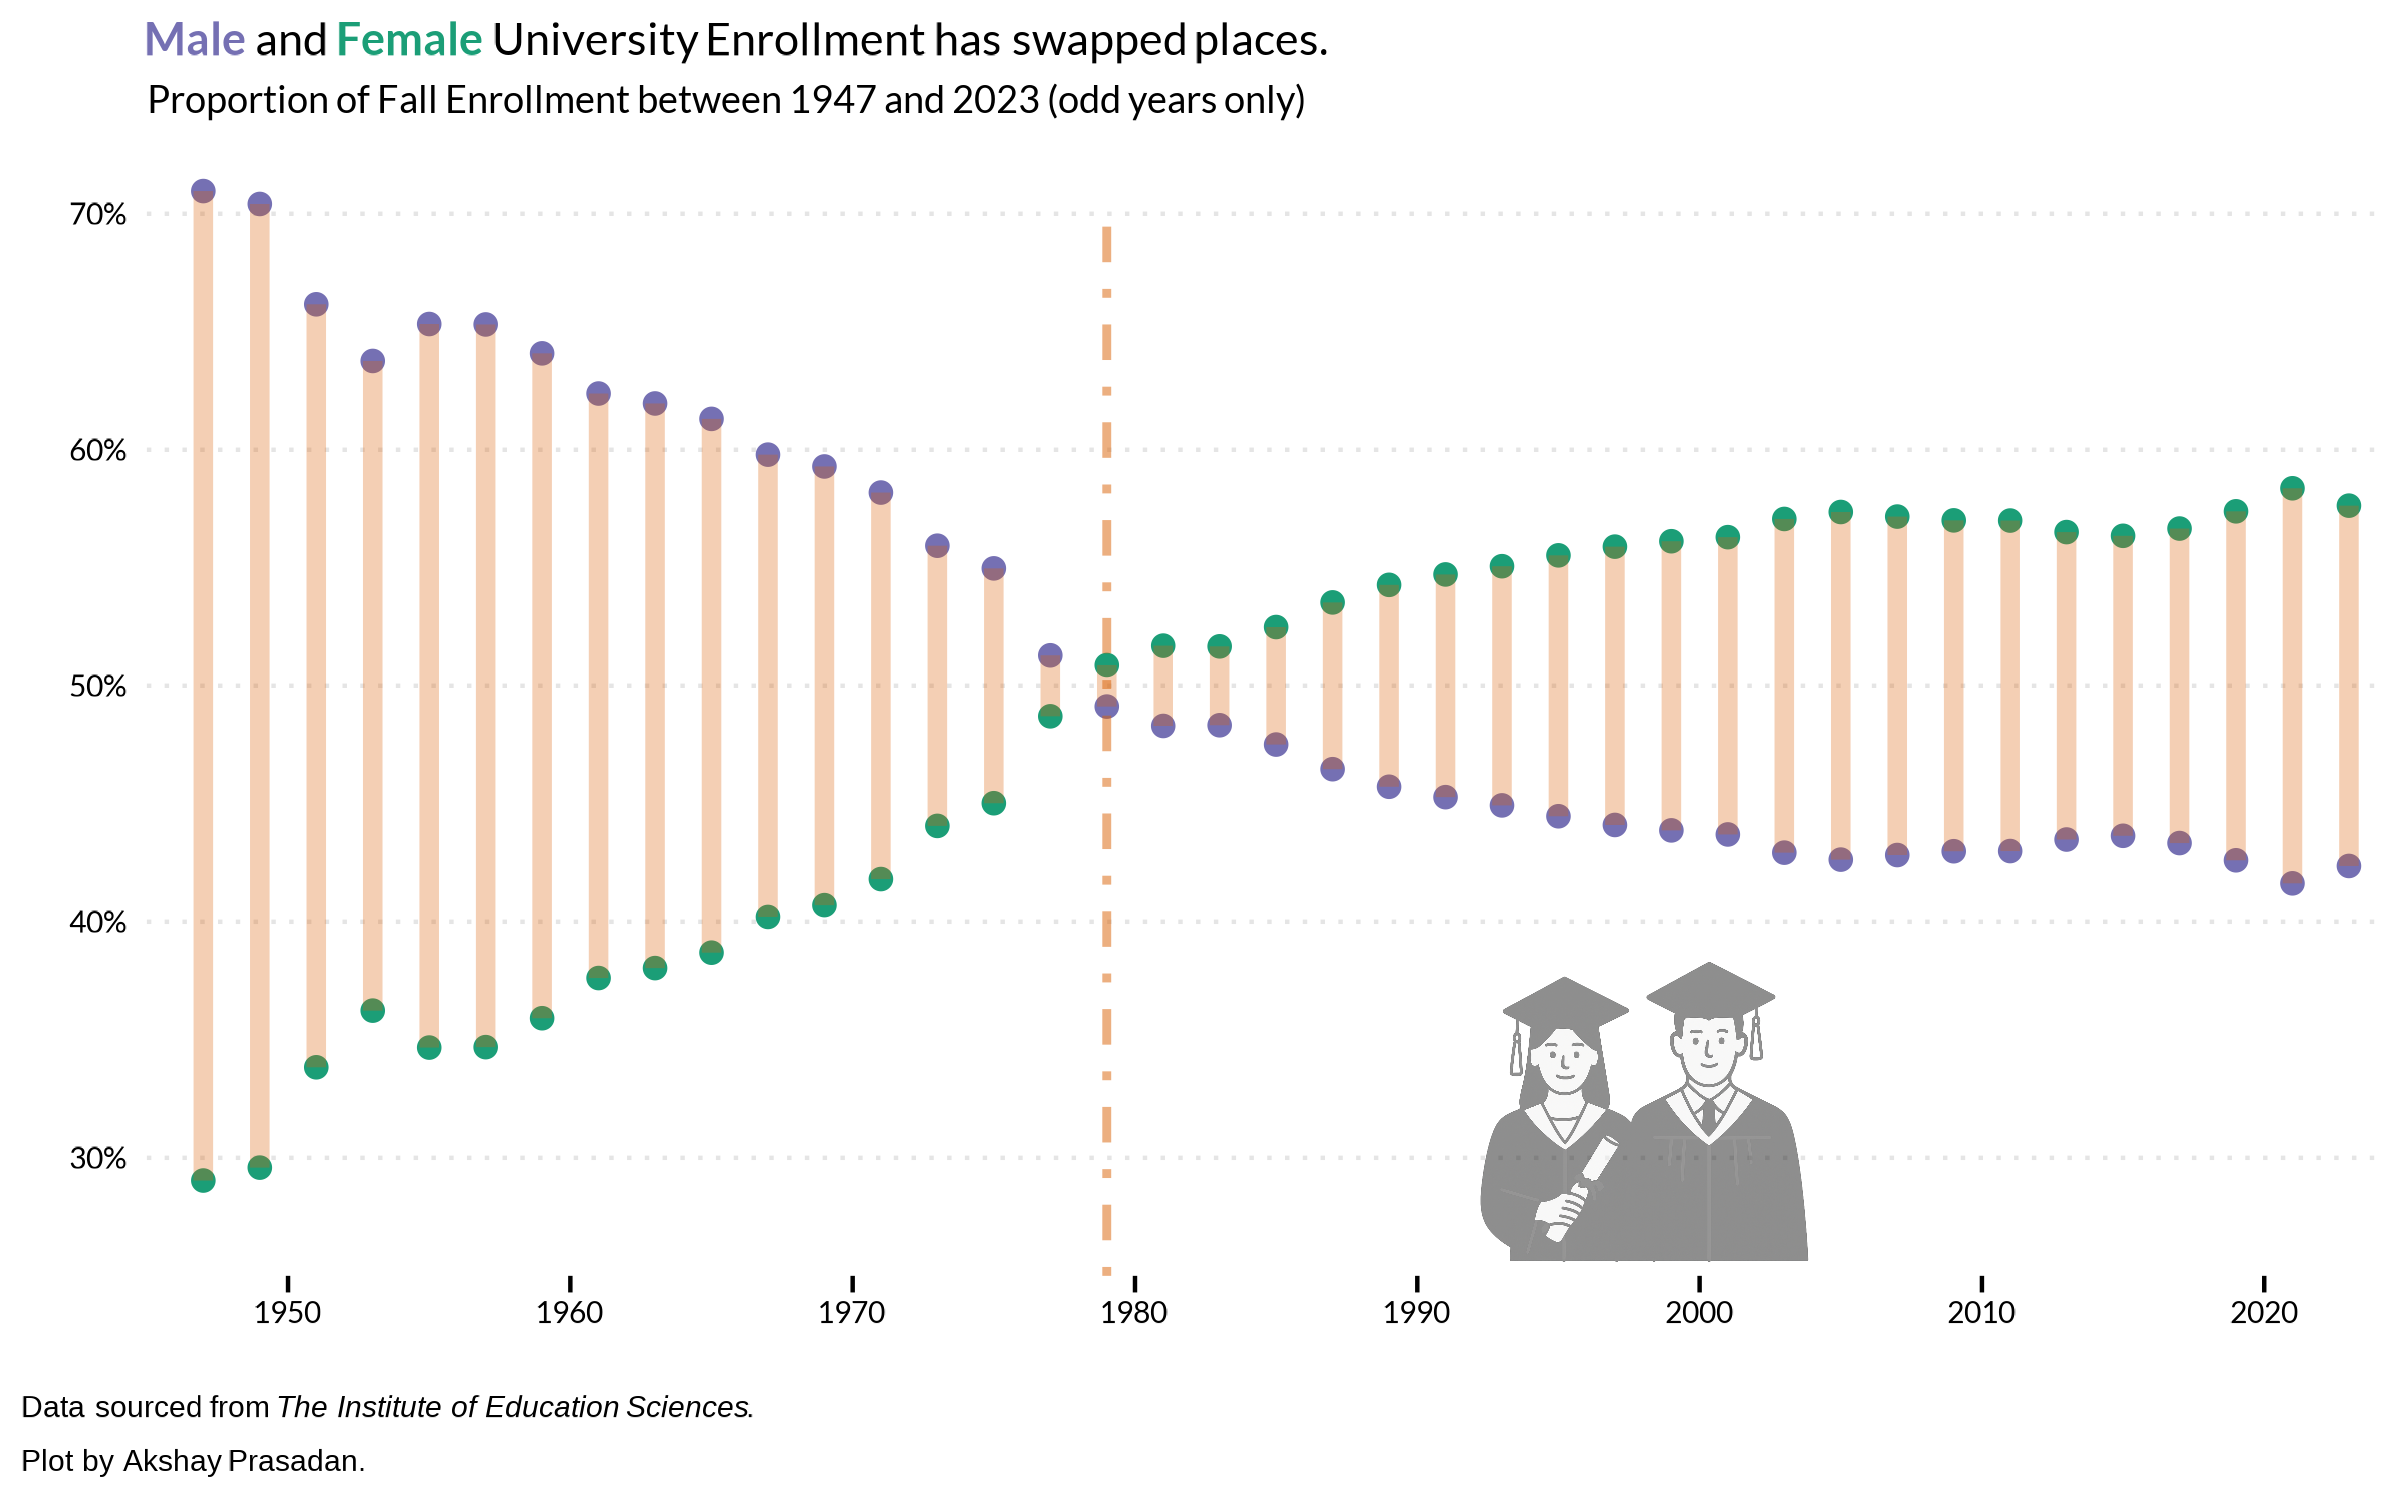 Male and Female University Enrollment has swapped places.
Proportion of Fall Enrollment between 1947 and 2023 (odd years only)
70%
60%
50%
40%
30%
1950 1960 1970 1980 1990 2000 2010 2020
Data sourced from The Institute of Education Sciences.
Plot by Akshay Prasadan.